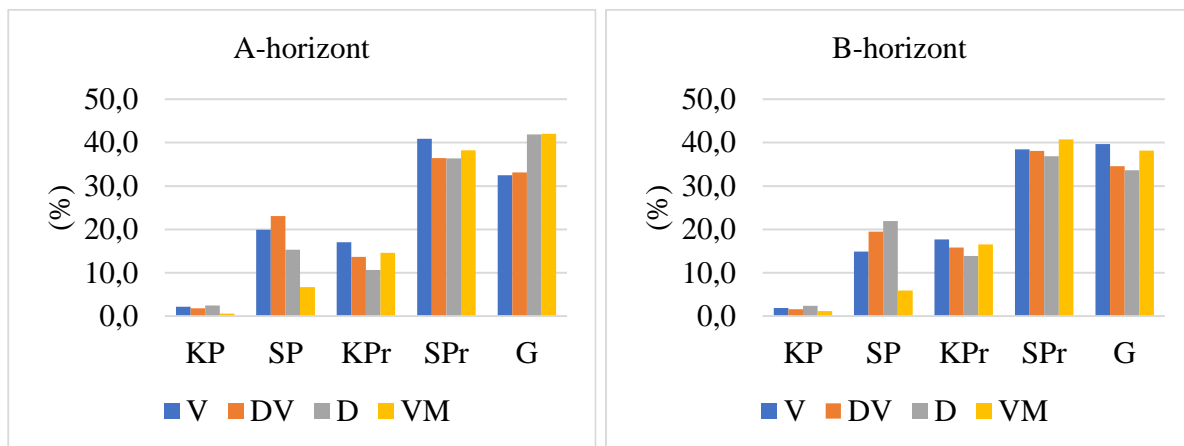 A-horizont
(%)
50,0
40,0
30,0
20,0
10,0
0,0
KP SP KPr SPr G
V DV D VM
B-horizont
(%)
50,0
40,0
30,0
20,0
10,0
0,0
KP SP KPr SPr G
V DV D VM